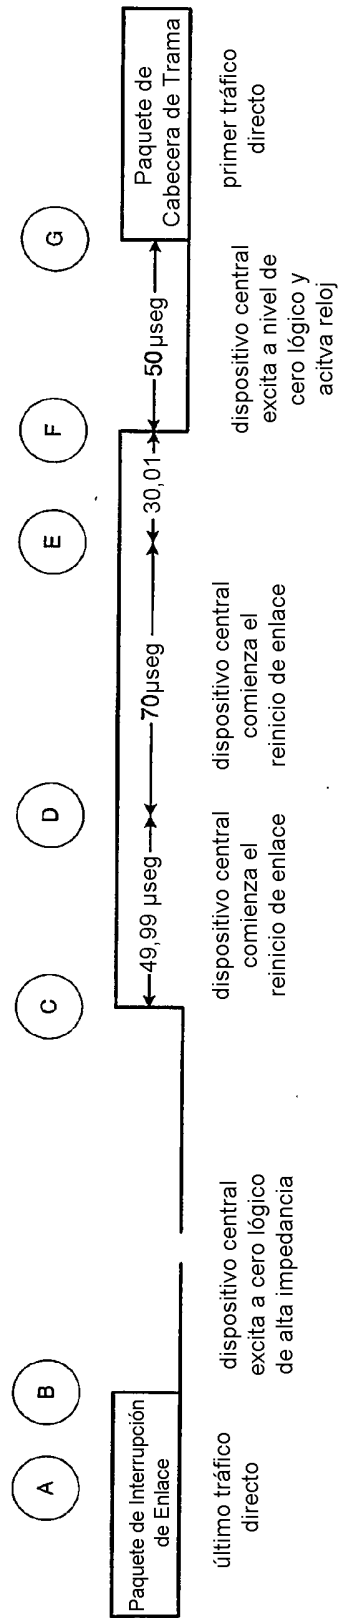 A
B
C
D
E
F
G
Paquete de Interrupción
de Enlace
49,99 µseg
70µseg
30,01
50µseg
Paquete de
Cabecera de Trama
último tráfico
directo
dispositivo central
excita a cero lógico
de alta impedancia
dispositivo central
comienza el
reinicio de enlace
dispositivo central
comienza el
reinicio de enlace
dispositivo central
excita a nivel de
cero lógico y
acitva reloj
primer tráfico
directo